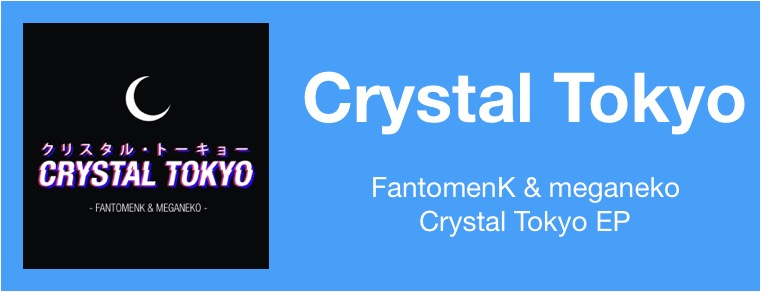 クリスタル・トーキョー
CRYSTAL TOKYO
- FANTOMENK & MEGANEKO -
Crystal Tokyo
FantomenK & meganeko
Crystal Tokyo EP